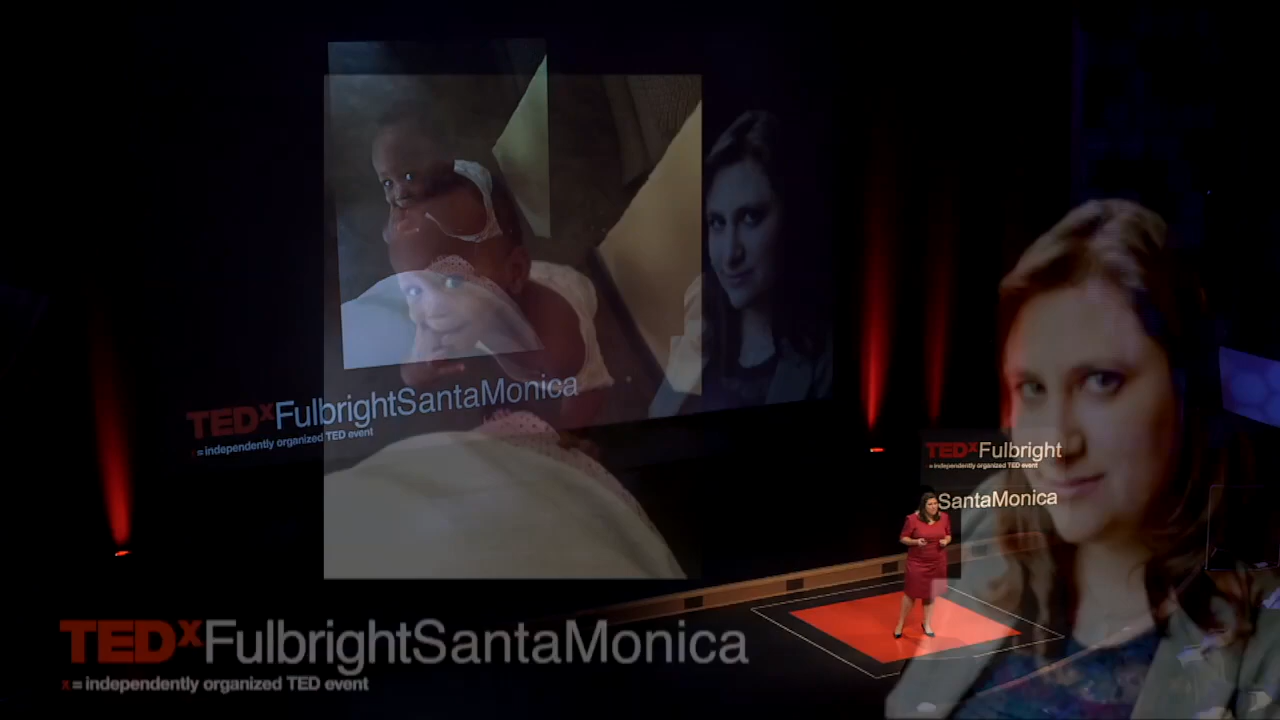 TEDxFulbrightSantaMonica
x = independently organized TED event
TEDxFulbright
x = independently organized TED event
SantaMonica
TEDxFulbrightSantaMonica
x = independently organized TED event